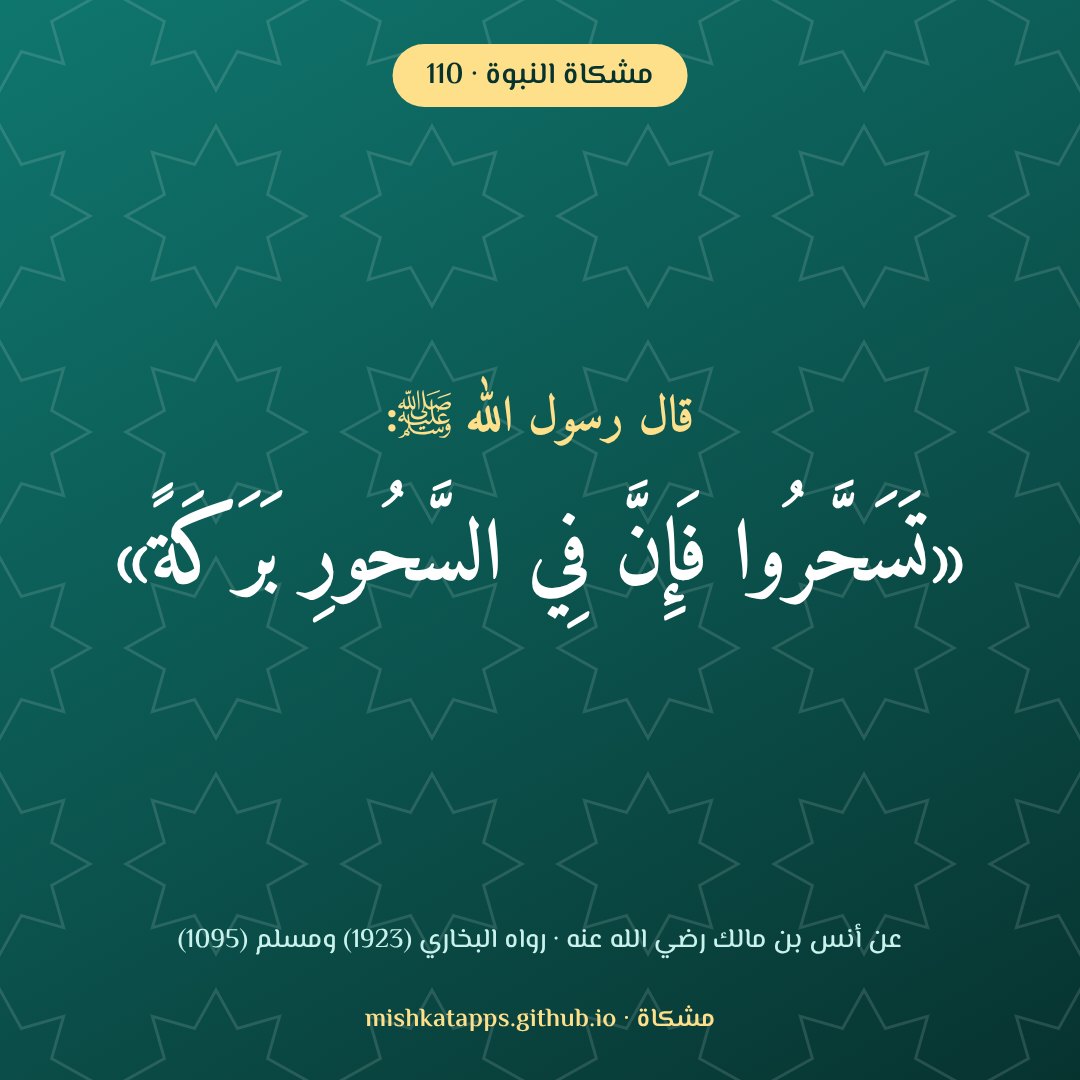 مشكاة النبوة · 110
قال رسول الله ﷺ:
«تَسَحَّرُوا فَإِنَّ فِي السَّحُورِ بَرَكَةً»
عن أنس بن مالك رضي الله عنه · رواه البخاري (1923) ومسلم (1095)
مشكاة · mishkatapps.github.io